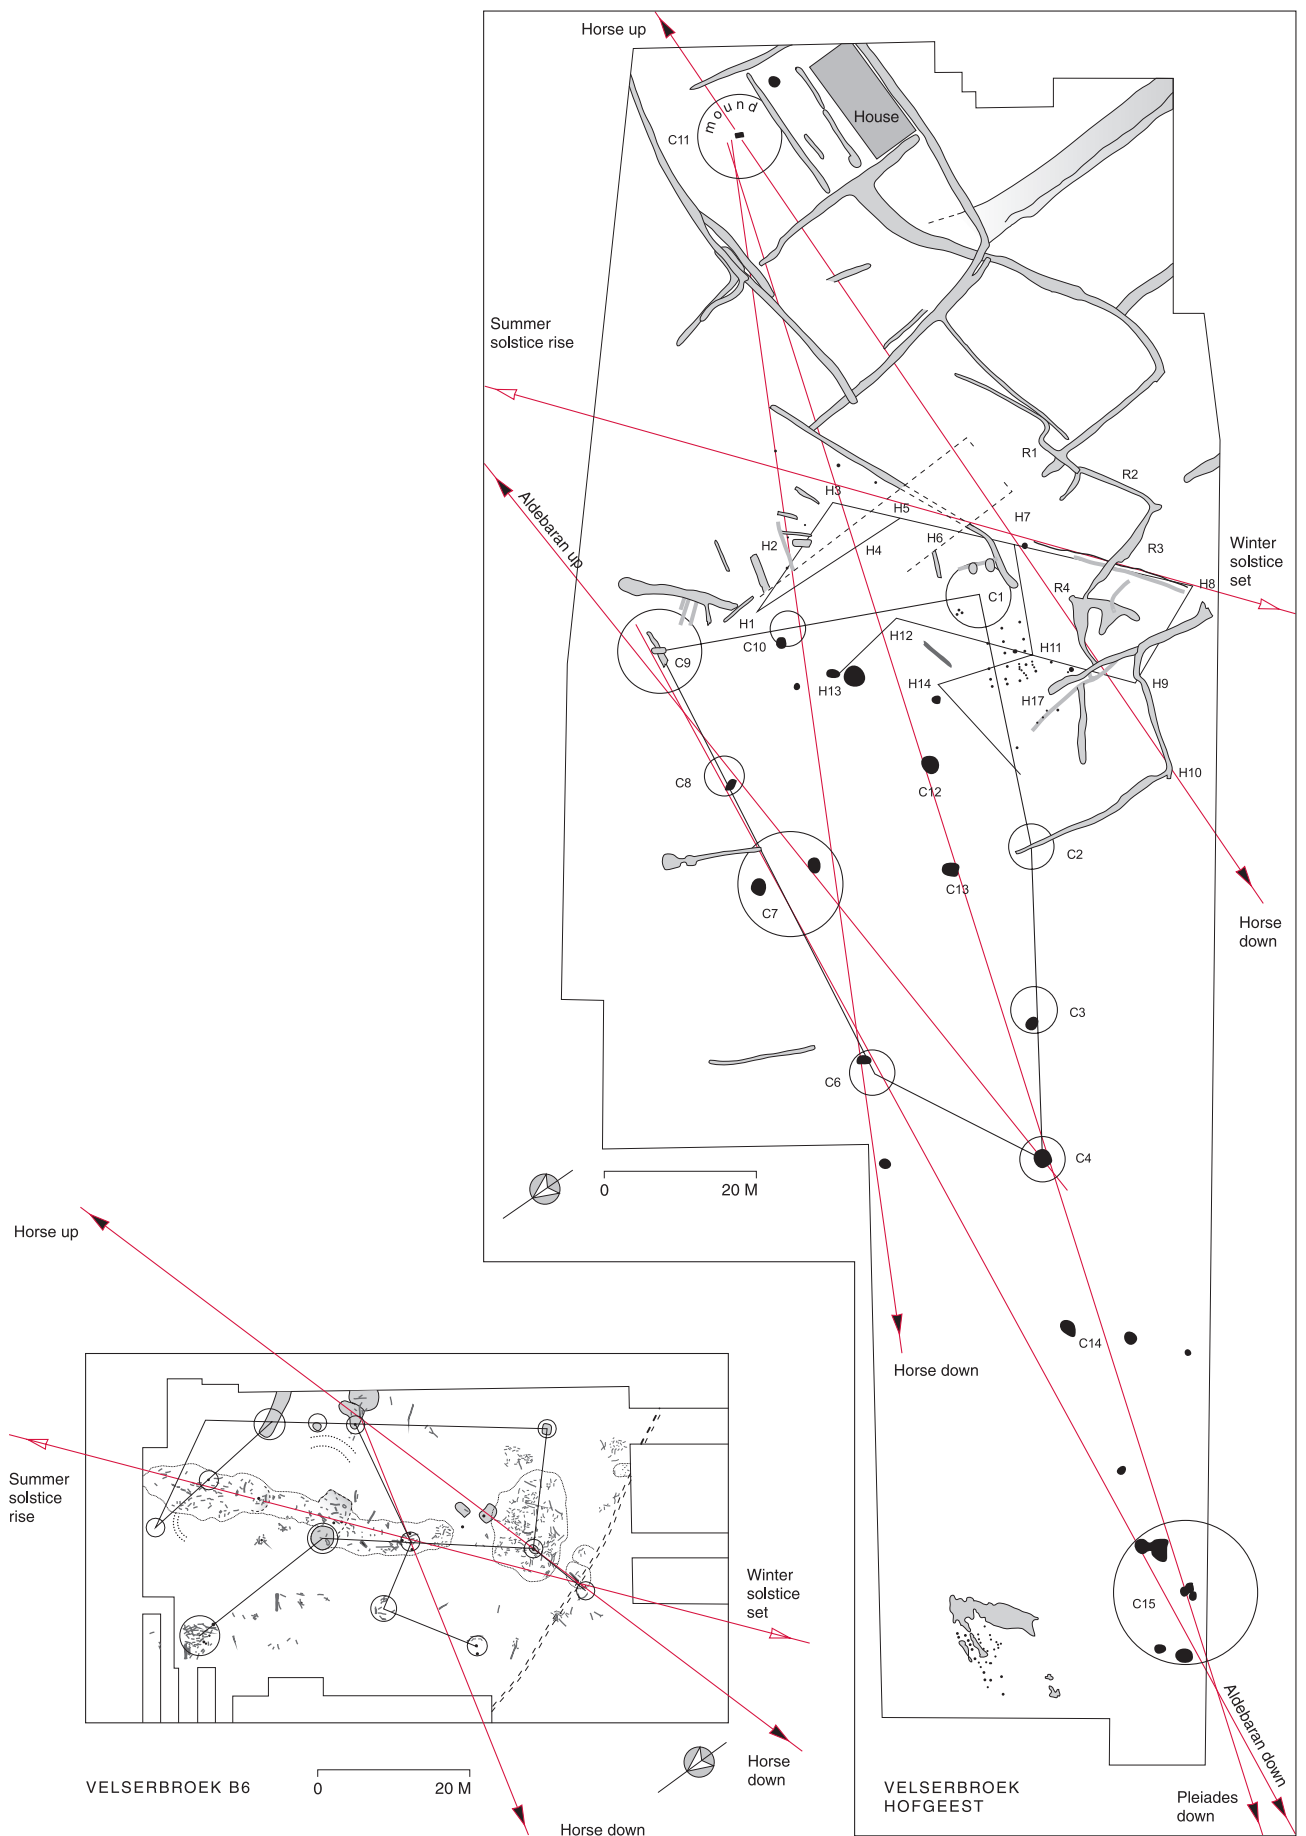 Horse up
mound
C11
House
Summer
solstice rise
Aldebaran up
R1
R2
H3
H5
H7
H2
H4
H6
R3
Winter
solstice
set
H8
R4
C1
H1
C10
H12
H11
C9
H13
H14
H17
H9
C8
C12
H10
C2
C13
C7
Horse
down
C3
C6
C4
0 20 M
Horse up
C14
Horse down
Summer
solstice
rise
Winter
solstice
set
C15
Aldebaran down
Horse
down
VELSERBROEK B6
0 20 M
VELSERBROEK
HOFGEEST
Pleiades
down
Horse down